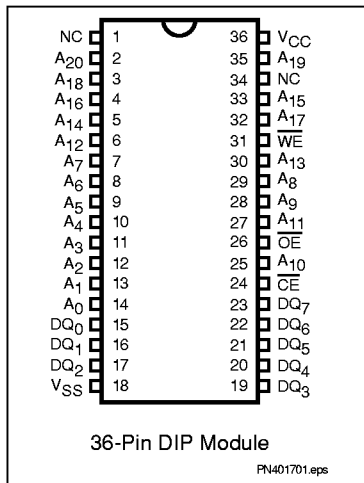 NC 1 36 VCC
A20 2 35 A19
A18 3 34 NC
A16 4 33 A15
A14 5 32 A17
A12 6 31 WE
A7 7 30 A13
A6 8 29 A8
A5 9 28 A9
A4 10 27 A11
A3 11 26 OE
A2 12 25 A10
A1 13 24 CE
A0 14 23 DQ7
DQ0 15 22 DQ6
DQ1 16 21 DQ5
DQ2 17 20 DQ4
VSS 18 19 DQ3
36-Pin DIP Module
PN401701.eps